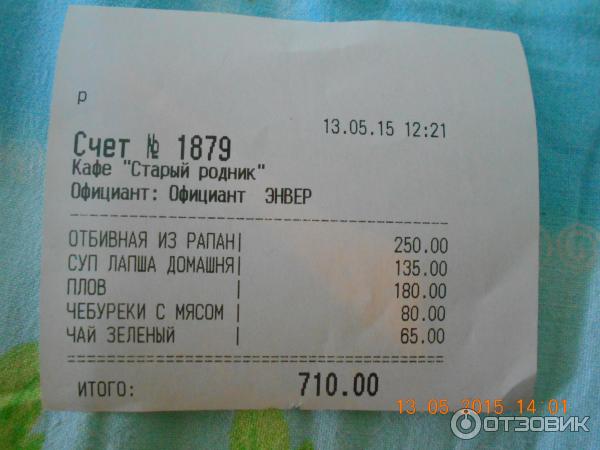 р
13.05.15 12:21
Счет № 1879
Кафе "Старый родник"
Официант: Официант ЭНВЕР
ОТБИВНАЯ ИЗ РАПАН| 250.00
СУП ЛАПША ДОМАШНЯ| 135.00
ПЛОВ | 180.00
ЧЕБУРЕКИ С МЯСОМ | 80.00
ЧАЙ ЗЕЛЕНЫЙ | 65.00
ИТОГО: 710.00
13.05.2015 14:01
ОТЗОВИК